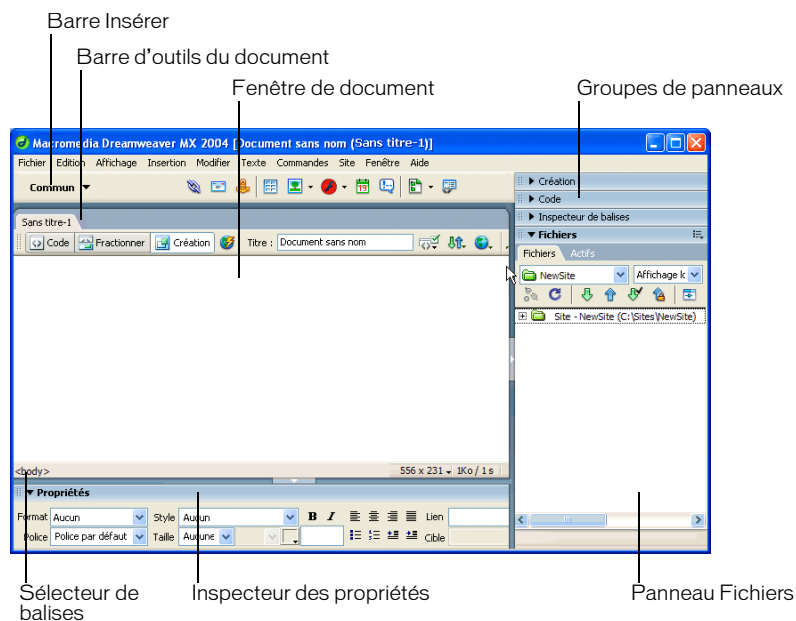 Barre Insérer
Barre d'outils du document
Fenêtre de document
Groupes de panneaux
Macromedia Dreamweaver MX 2004 [Document sans nom (Sans titre-1)]
Fichier Edition Affichage Insertion Modifier Texte Commandes Site Fenêtre Aide
Commun
Création
Code
Inspecteur de balises
Fichiers
Sans titre-1
Code Fractionner Création Titre : Document sans nom
Fichiers Actifs
NewSite Affichage
Site - NewSite (C:\Sites\NewSite)
<body> 556 x 231 1Ko / 1 s
Propriétés
Format Aucun Style Aucun B I Lien
Police Police par défaut Taille Aucune Cible
Sélecteur de
balises
Inspecteur des propriétés
Panneau Fichiers